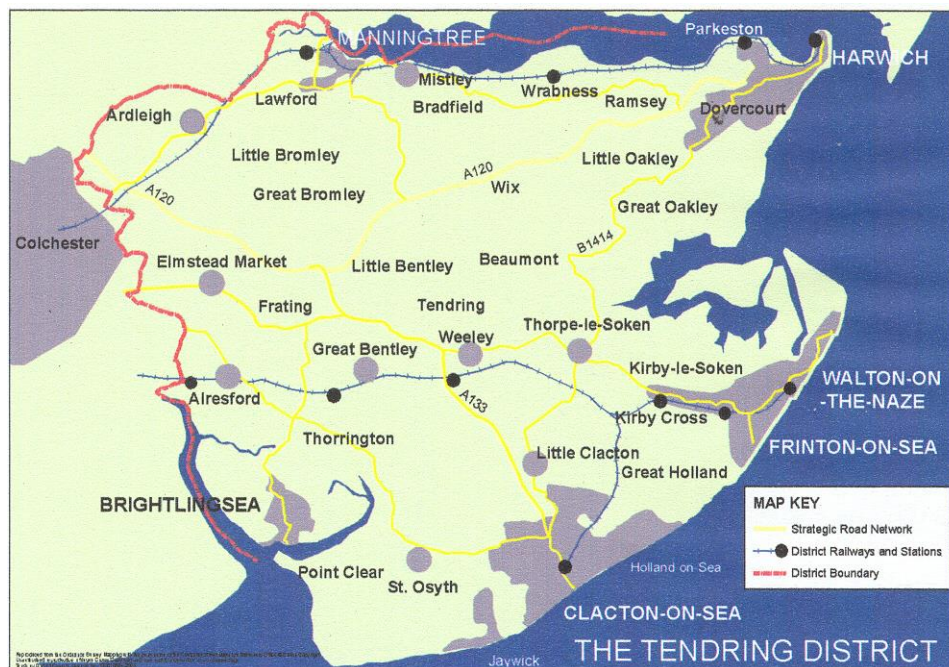 MANNINGTREE
Parkeston
HARWICH
Mistley
Lawford
Bradfield
Wrabness
Ramsey
Dovercourt
Ardleigh
Little Bromley
Little Oakley
A120
A120
Great Bromley
Wix
Great Oakley
Colchester
B1414
Elmstead Market
Little Bentley
Beaumont
Frating
Tendring
Thorpe-le-Soken
Weeley
Great Bentley
Kirby-le-Soken
WALTON-ON
-THE-NAZE
Alresford
A133
Kirby Cross
Thorrington
FRINTON-ON-SEA
Little Clacton
Great Holland
BRIGHTLINGSEA
MAP KEY
Strategic Road Network
District Railways and Stations
District Boundary
Point Clear
St. Osyth
Holland on-Sea
CLACTON-ON-SEA
THE TENDRING DISTRICT
Jaywick